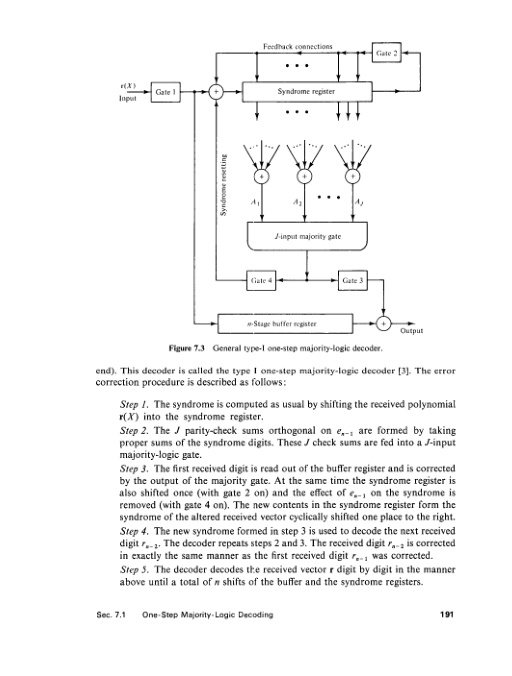 Feedback connections
Gate 2
• • •
r(X)
Input
Gate 1
+
Syndrome register
• • •
Syndrome resetting
+ + +
A₁ A₂ • • • A_J
J-input majority gate
Gate 4 Gate 3
n-Stage buffer register
+
Output
Figure 7.3 General type-I one-step majority-logic decoder.
end). This decoder is called the type I one-step majority-logic decoder [3]. The error
correction procedure is described as follows:
Step 1. The syndrome is computed as usual by shifting the received polynomial
r(X) into the syndrome register.
Step 2. The J parity-check sums orthogonal on eₙ₋₁ are formed by taking
proper sums of the syndrome digits. These J check sums are fed into a J-input
majority-logic gate.
Step 3. The first received digit is read out of the buffer register and is corrected
by the output of the majority gate. At the same time the syndrome register is
also shifted once (with gate 2 on) and the effect of eₙ₋₁ on the syndrome is
removed (with gate 4 on). The new contents in the syndrome register form the
syndrome of the altered received vector cyclically shifted one place to the right.
Step 4. The new syndrome formed in step 3 is used to decode the next received
digit rₙ₋₂. The decoder repeats steps 2 and 3. The received digit rₙ₋₂ is corrected
in exactly the same manner as the first received digit rₙ₋₁ was corrected.
Step 5. The decoder decodes the received vector r digit by digit in the manner
above until a total of n shifts of the buffer and the syndrome registers.
Sec. 7.1 One-Step Majority-Logic Decoding 191